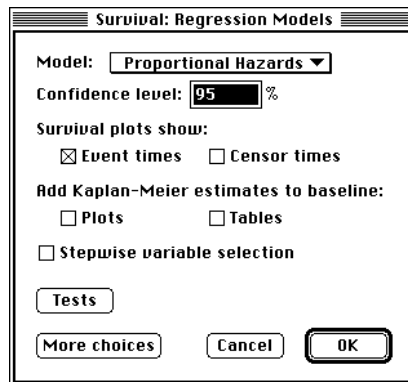 Survival: Regression Models
Model: Proportional Hazards
Confidence level: 95 %
Survival plots show:
Event times Censor times
Add Kaplan-Meier estimates to baseline:
Plots Tables
Stepwise variable selection
Tests
More choices Cancel OK